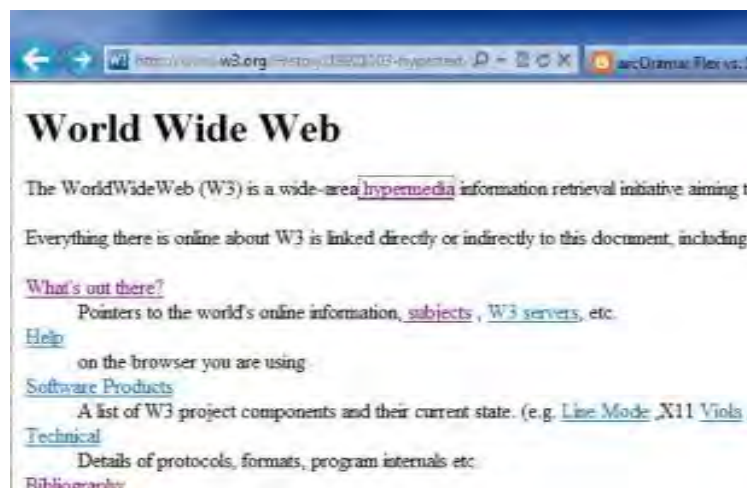 w3.org
World Wide Web
The WorldWideWeb (W3) is a wide-area hypermedia information retrieval initiative aiming
Everything there is online about W3 is linked directly or indirectly to this document, including
What's out there?
Pointers to the world's online information, subjects , W3 servers, etc.
Help
on the browser you are using
Software Products
A list of W3 project components and their current state. (e.g. Line Mode ,X11 Viola
Technical
Details of protocols, formats, program internals etc
Bibliography